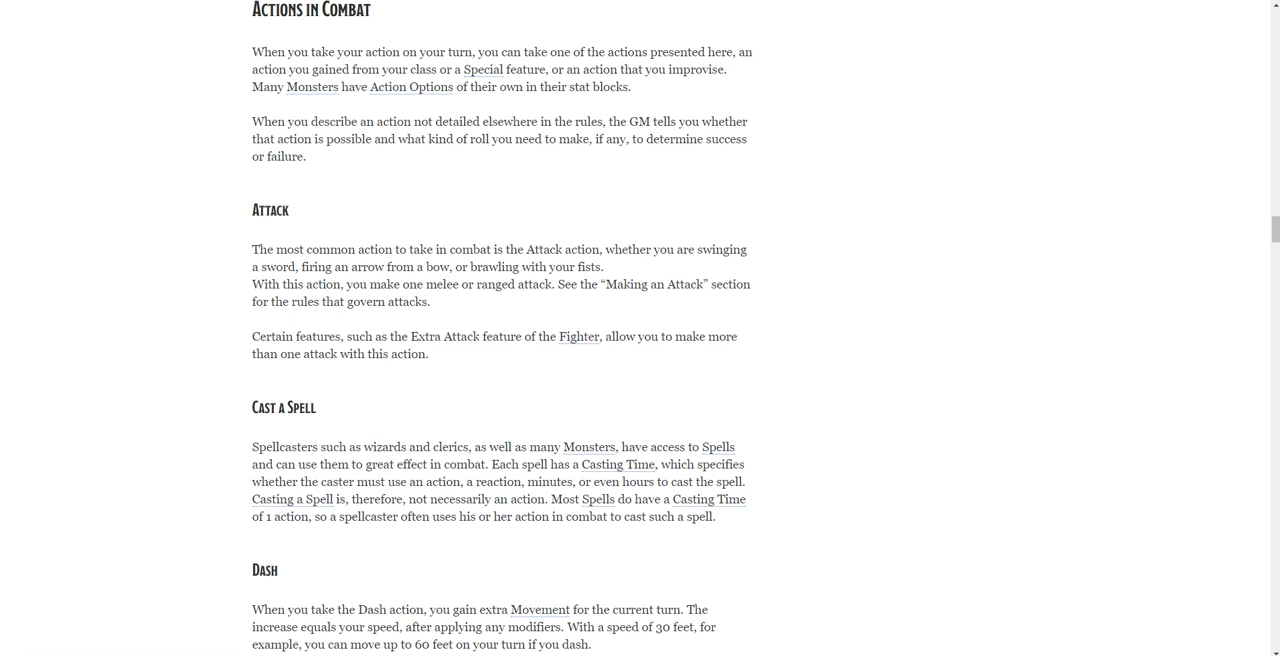 ACTIONS IN COMBAT
When you take your action on your turn, you can take one of the actions presented here, an
action you gained from your class or a Special feature, or an action that you improvise.
Many Monsters have Action Options of their own in their stat blocks.
When you describe an action not detailed elsewhere in the rules, the GM tells you whether
that action is possible and what kind of roll you need to make, if any, to determine success
or failure.
ATTACK
The most common action to take in combat is the Attack action, whether you are swinging
a sword, firing an arrow from a bow, or brawling with your fists.
With this action, you make one melee or ranged attack. See the “Making an Attack” section
for the rules that govern attacks.
Certain features, such as the Extra Attack feature of the Fighter, allow you to make more
than one attack with this action.
CAST A SPELL
Spellcasters such as wizards and clerics, as well as many Monsters, have access to Spells
and can use them to great effect in combat. Each spell has a Casting Time, which specifies
whether the caster must use an action, a reaction, minutes, or even hours to cast the spell.
Casting a Spell is, therefore, not necessarily an action. Most Spells do have a Casting Time
of 1 action, so a spellcaster often uses his or her action in combat to cast such a spell.
DASH
When you take the Dash action, you gain extra Movement for the current turn. The
increase equals your speed, after applying any modifiers. With a speed of 30 feet, for
example, you can move up to 60 feet on your turn if you dash.